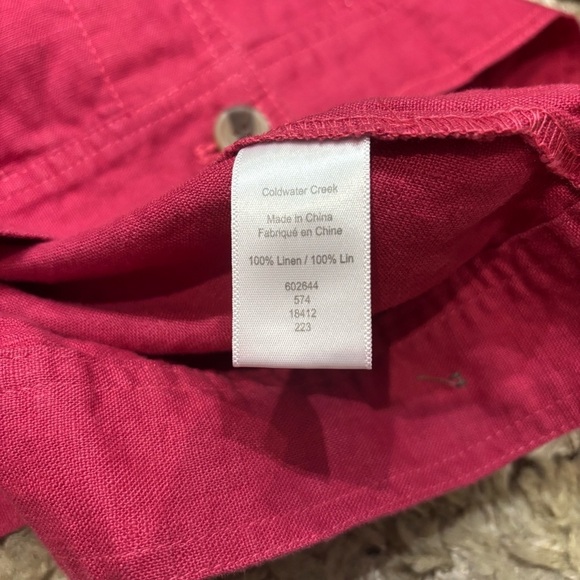 Coldwater Creek
Made in China
Fabriqué en Chine
100% Linen / 100% Lin
602644
574
18412
223